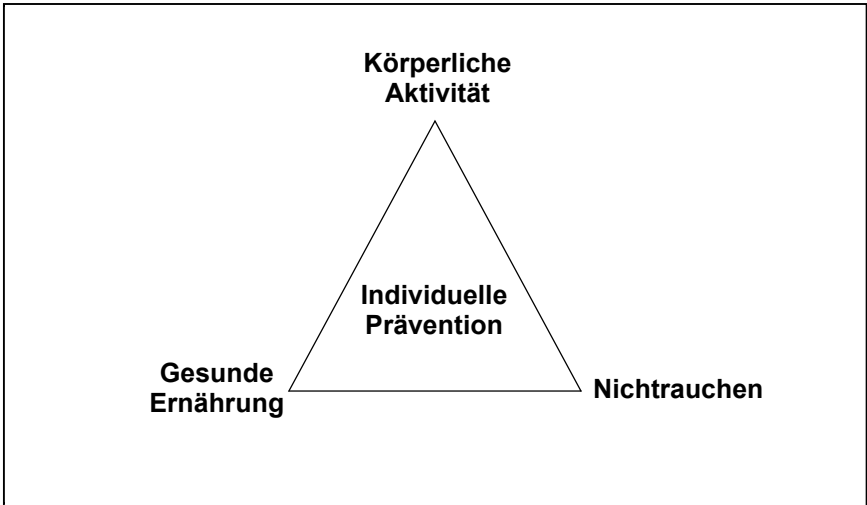 Körperliche
Aktivität
Individuelle
Prävention
Gesunde
Ernährung
Nichtrauchen